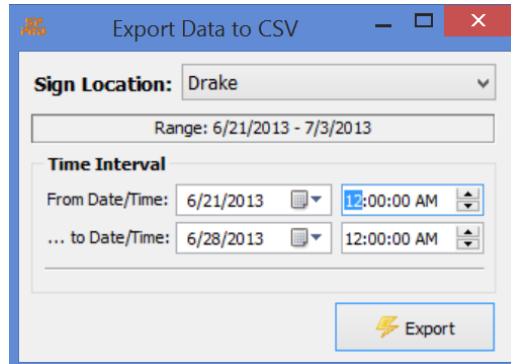 Export Data to CSV
Sign Location: Drake
Range: 6/21/2013 - 7/3/2013
Time Interval
From Date/Time: 6/21/2013 12:00:00 AM
... to Date/Time: 6/28/2013 12:00:00 AM
Export